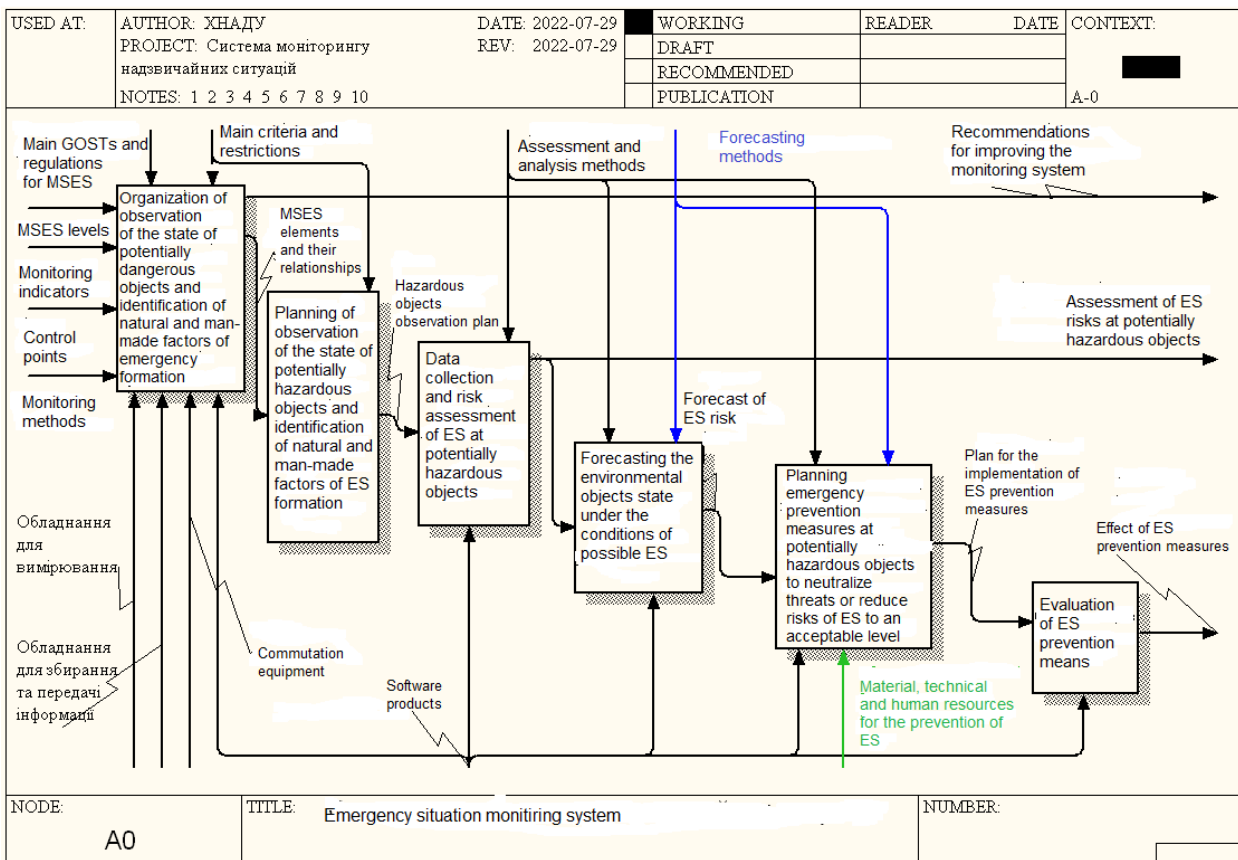 USED AT:
AUTHOR: ХНАДУ
DATE: 2022-07-29
PROJECT: Система моніторингу
надзвичайних ситуацій
REV: 2022-07-29
NOTES: 1 2 3 4 5 6 7 8 9 10
WORKING
DRAFT
RECOMMENDED
PUBLICATION
READER
DATE
CONTEXT:
A-0
Main GOSTs and
regulations
for MSES
MSES levels
Monitoring
indicators
Control
points
Monitoring
methods
Main criteria and
restrictions
Assessment and
analysis methods
Forecasting
methods
Recommendations
for improving the
monitoring system
Organization of
observation
of the state of
potentially
dangerous
objects and
identification of
natural and man-
made factors of
emergency
formation
MSES
elements
and their
relationships
Planning of
observation
of the state of
potentially
hazardous
objects and
identification
of natural and
man-made
factors of ES
formation
Hazardous
objects
observation plan
Data
collection
and risk
assessment
of ES at
potentially
hazardous
objects
Assessment of ES
risks at potentially
hazardous objects
Forecast of
ES risk
Forecasting the
environmental
objects state
under the
conditions of
possible ES
Planning
emergency
prevention
measures at
potentially
hazardous objects
to neutralize
threats or reduce
risks of ES to an
acceptable level
Plan for the
implementation of
ES prevention
measures
Effect of ES
prevention measures
Evaluation
of ES
prevention
means
Обладнання
для
вимірювання
Обладнання
для збирання
та передачі
інформації
Commutation
equipment
Software
products
Material, technical
and human resources
for the prevention of
ES
NODE:
A0
TITLE:
Emergency situation monitiring system
NUMBER: